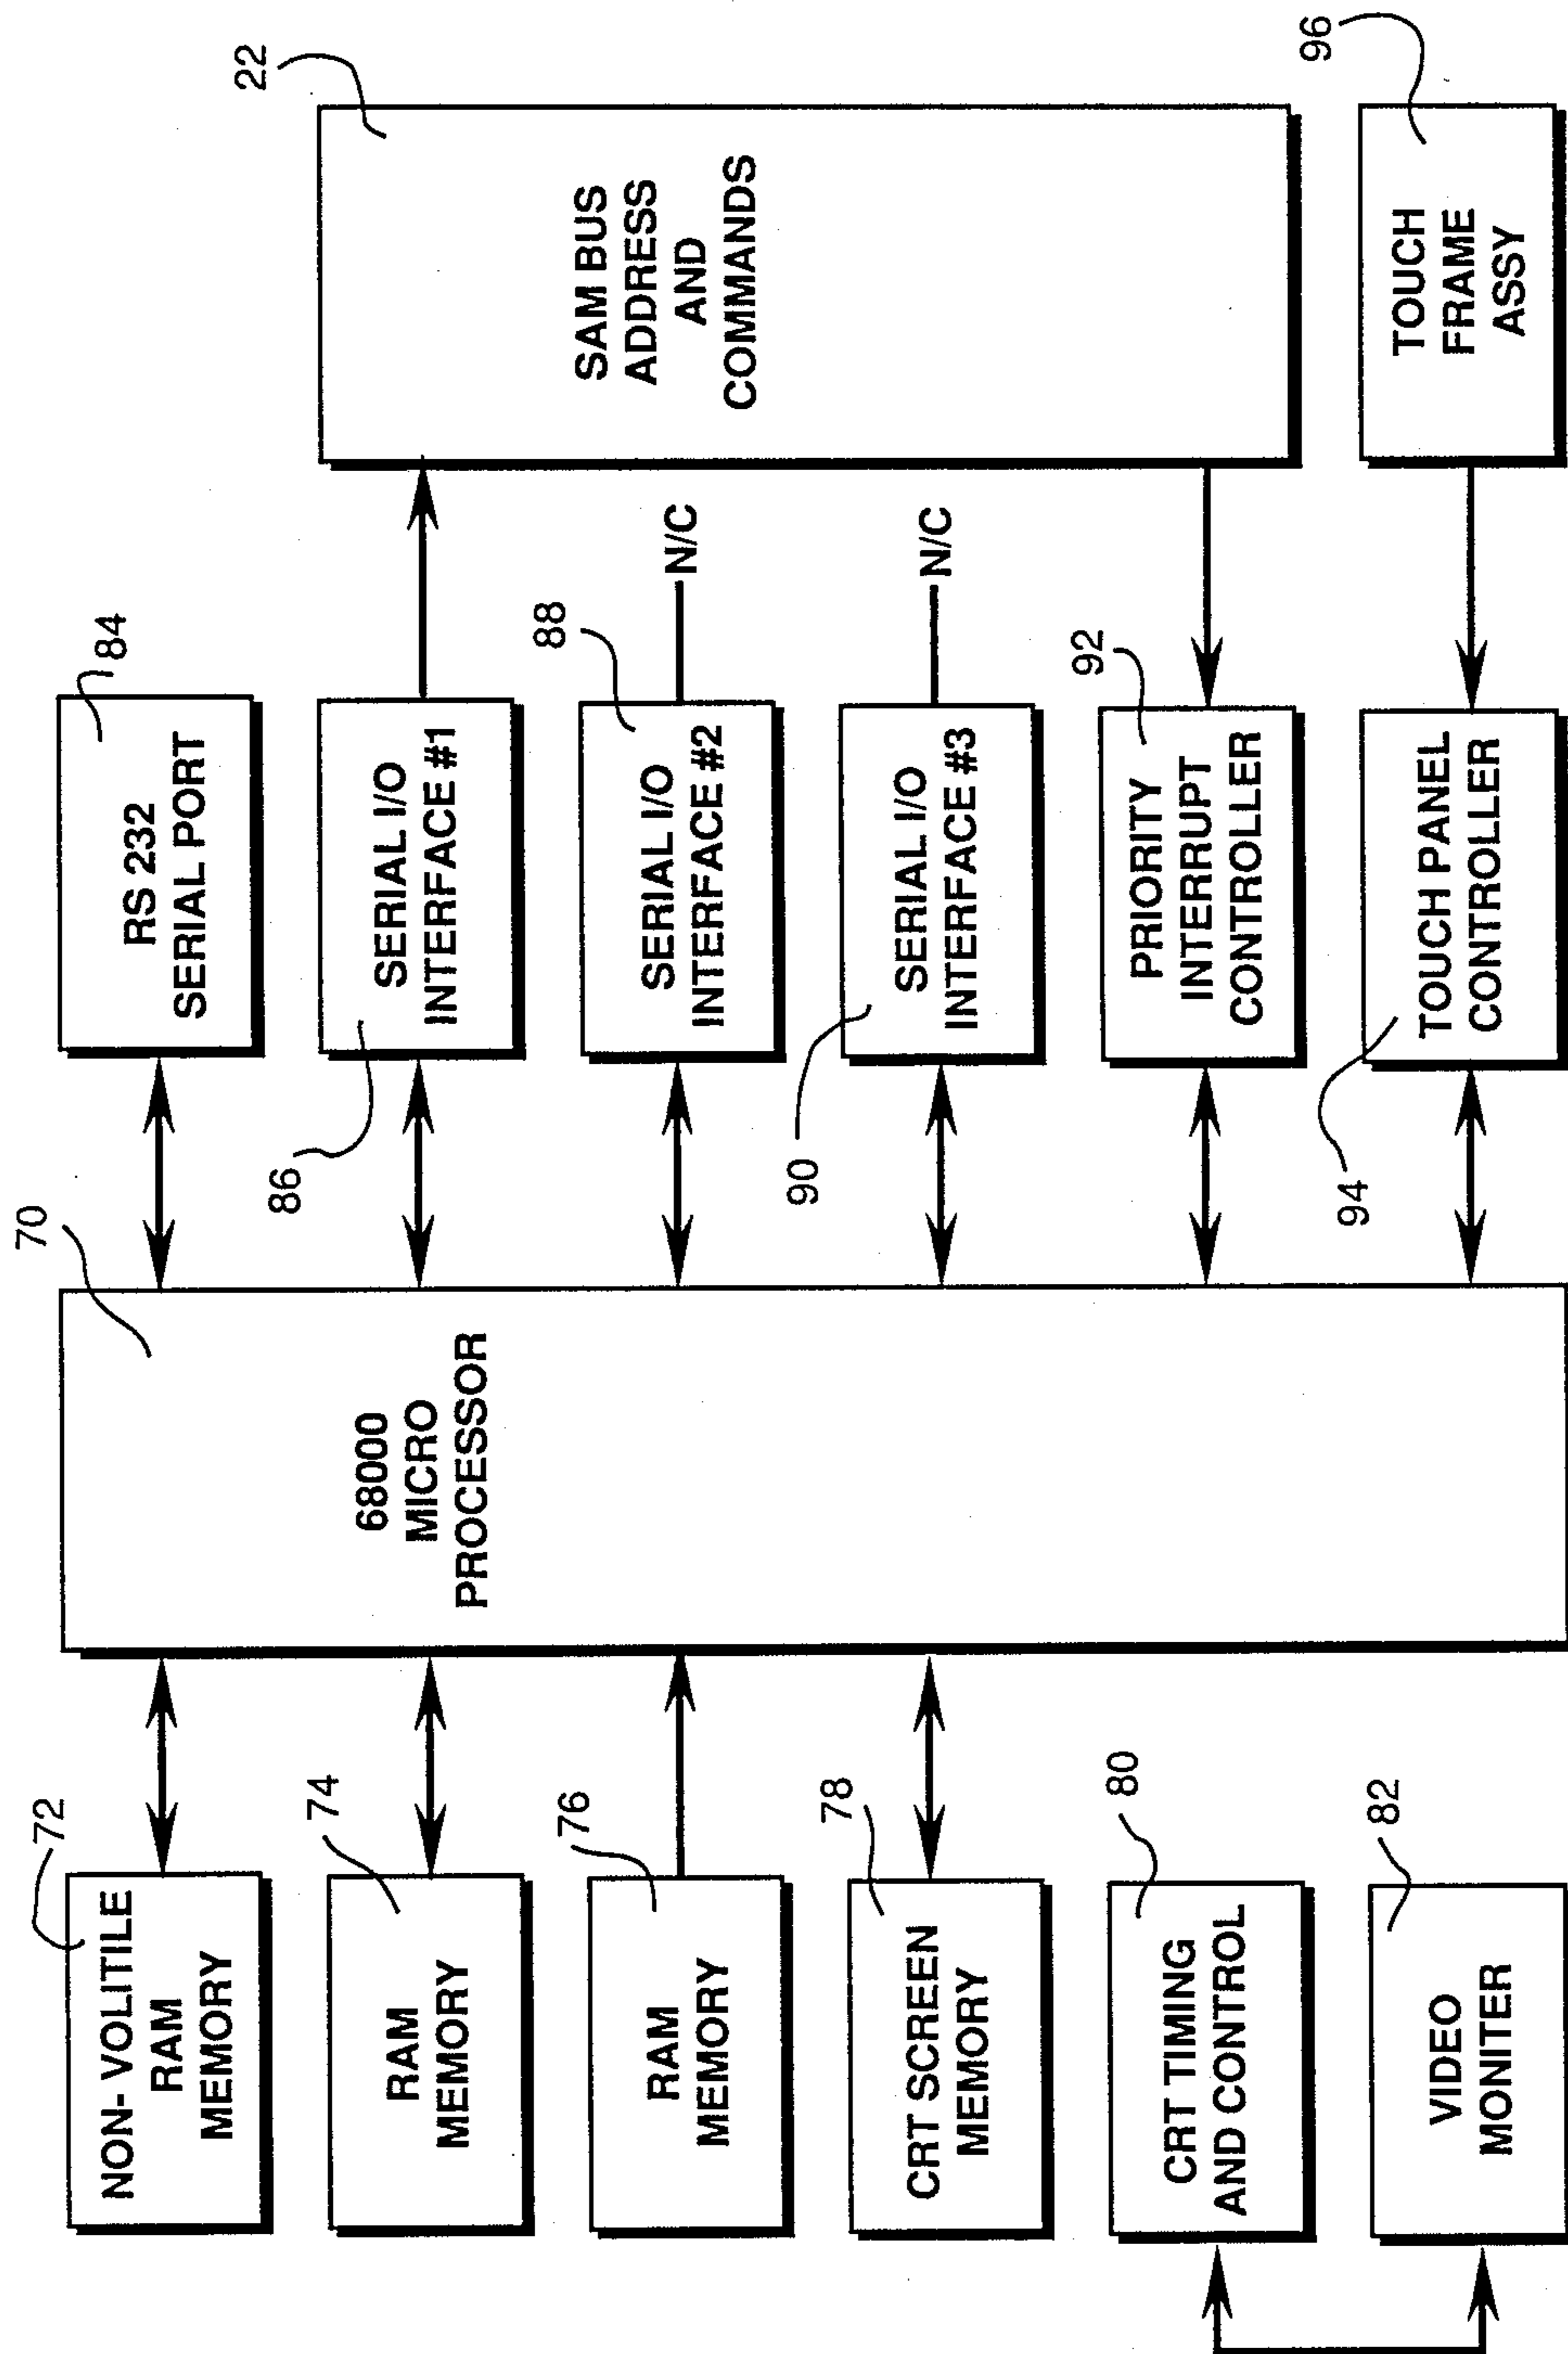 72
NON- VOLITILE
RAM
MEMORY
74
RAM
MEMORY
76
RAM
MEMORY
78
CRT SCREEN
MEMORY
80
CRT TIMING
AND CONTROL
82
VIDEO
MONITER
70
68000
MICRO
PROCESSOR
84
RS 232
SERIAL PORT
86
SERIAL I/O
INTERFACE #1
88
SERIAL I/O
INTERFACE #2
N/C
90
SERIAL I/O
INTERFACE #3
N/C
92
PRIORITY
INTERRUPT
CONTROLLER
94
TOUCH PANEL
CONTROLLER
22
SAM BUS
ADDRESS
AND
COMMANDS
96
TOUCH
FRAME
ASSY